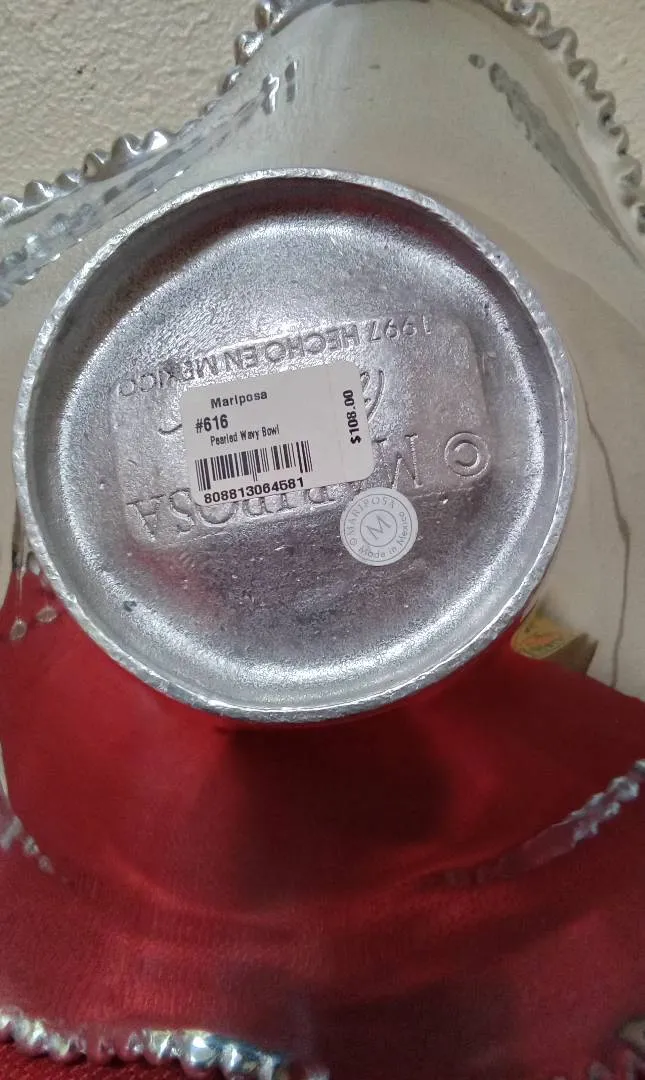 Mariposa
#616
Pearled Wavy Bowl
$108.00
808813064581
© MARIPOSA
1997 HECHO EN MEXICO
©MARIPOSA
M
Made in Mexico